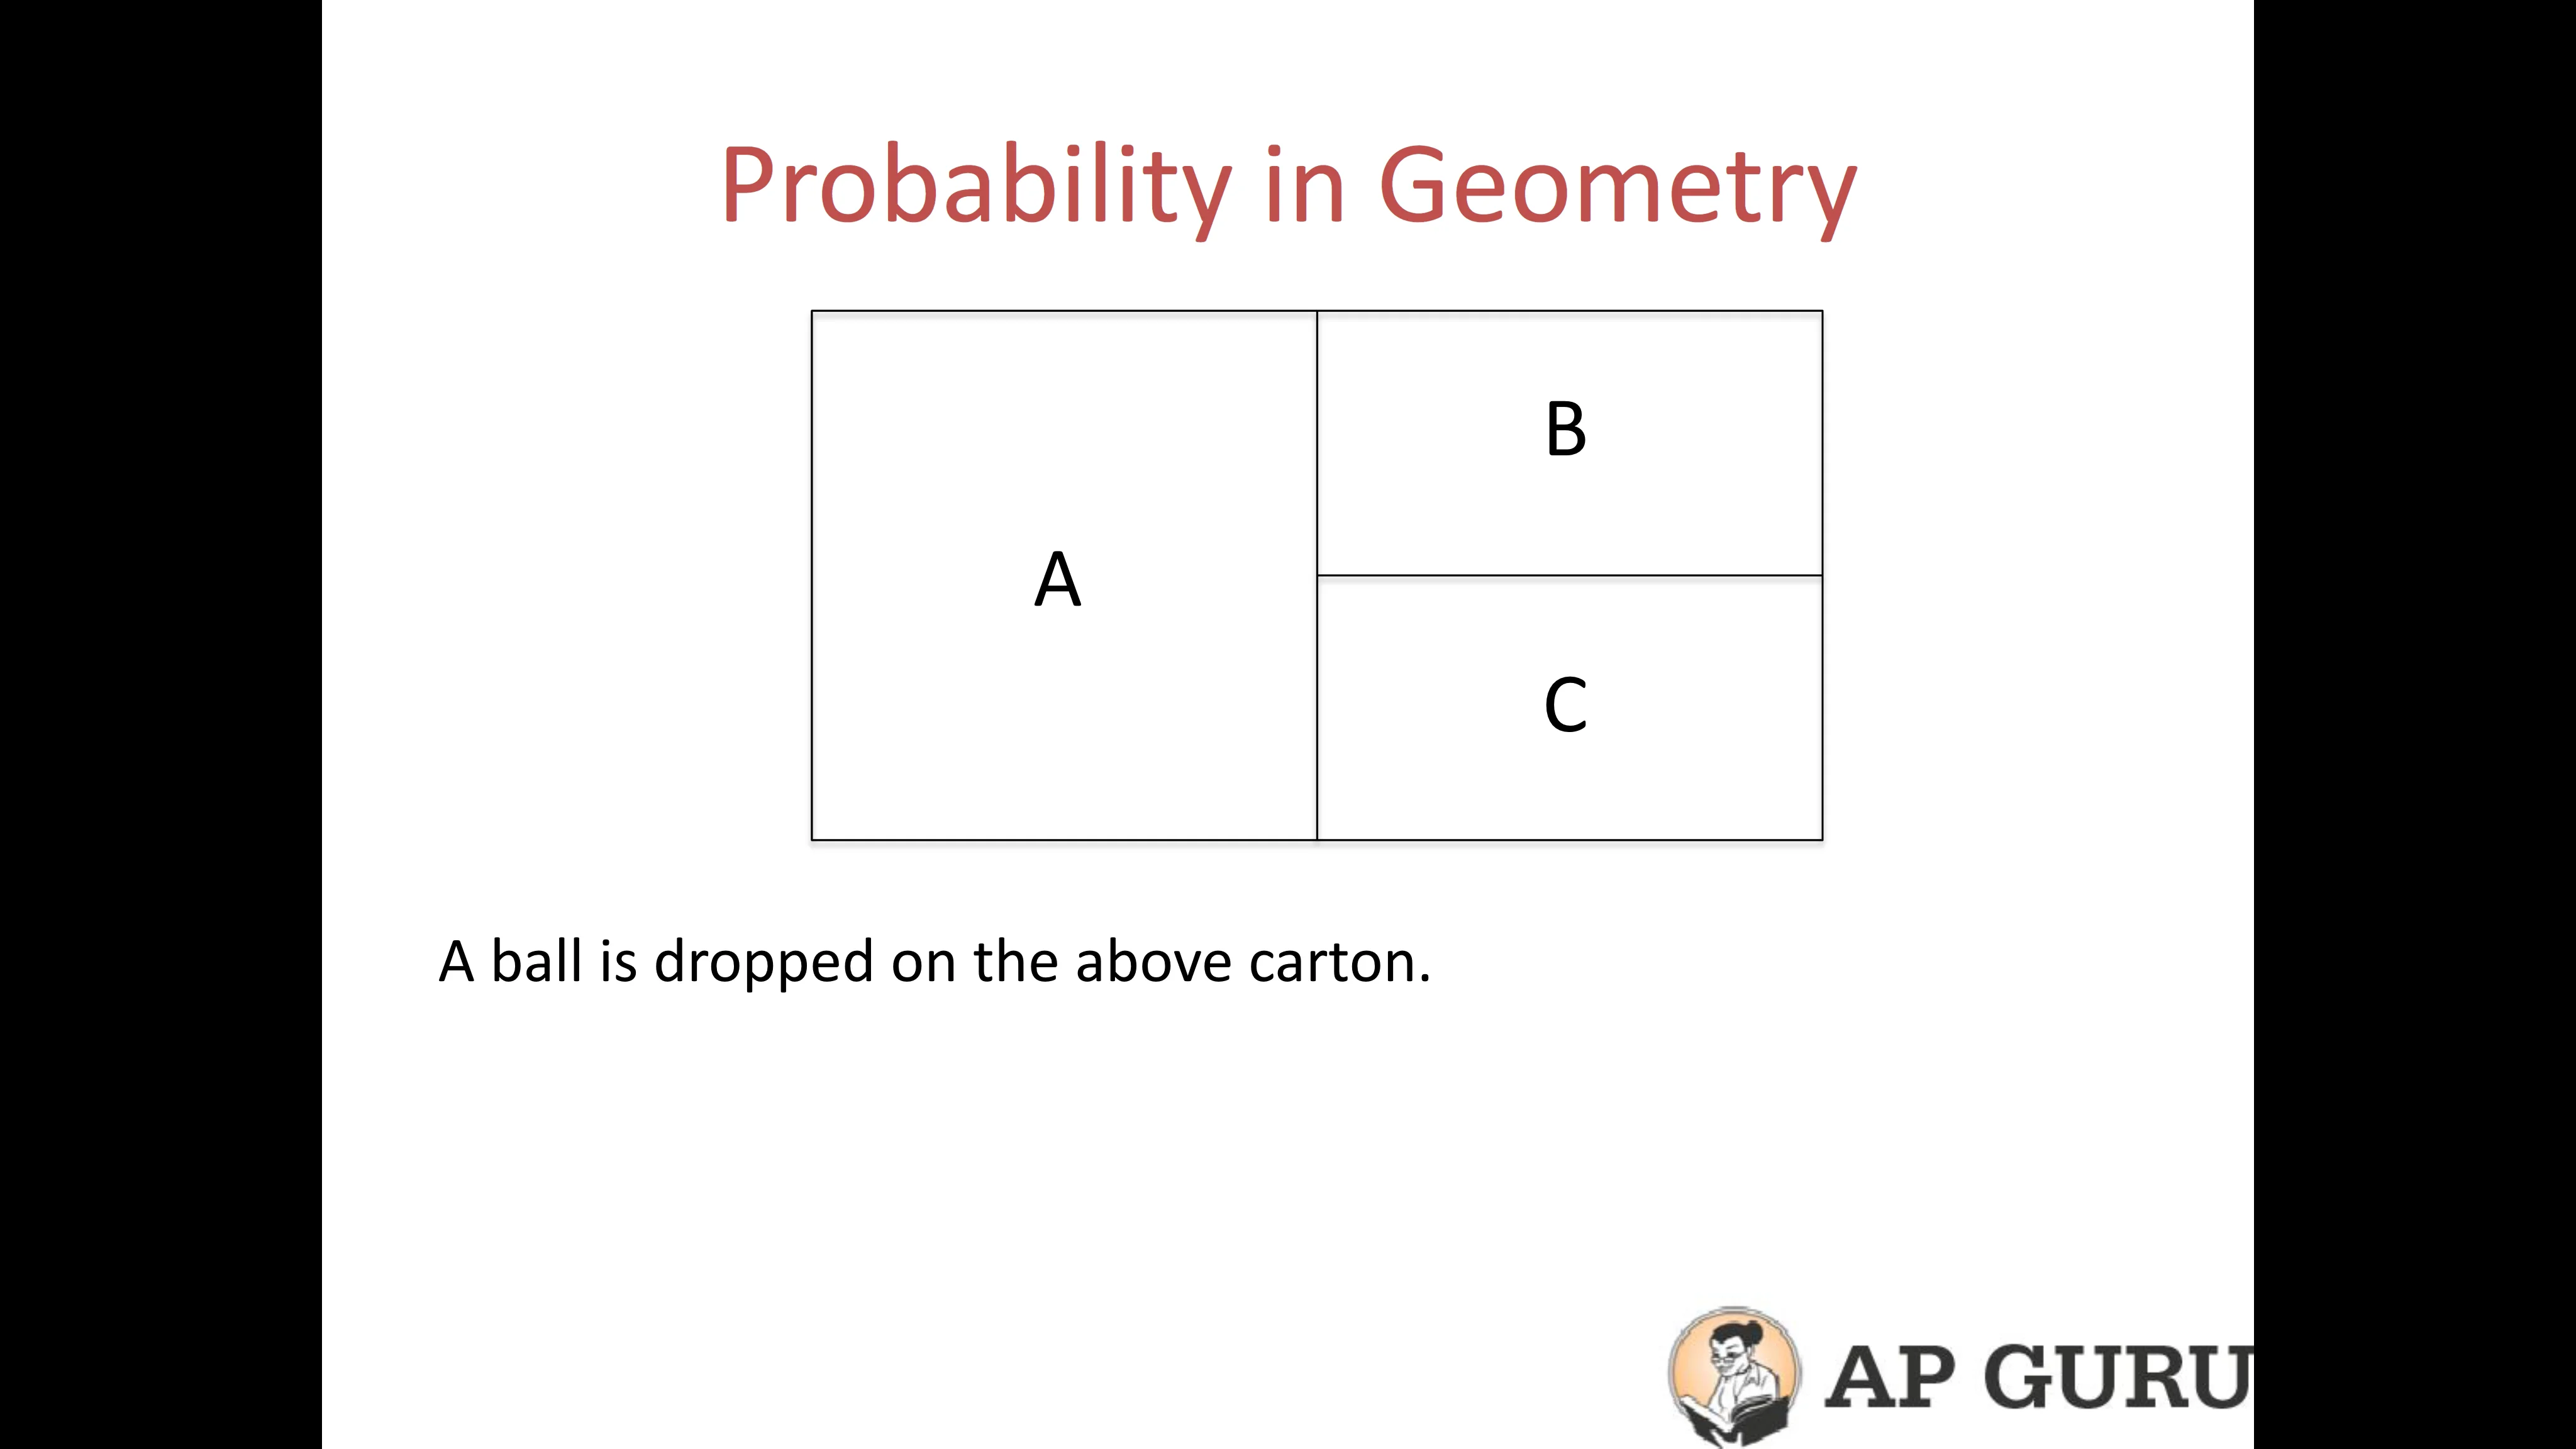 Probability in Geometry
B
A
C
A ball is dropped on the above carton.
AP GURU